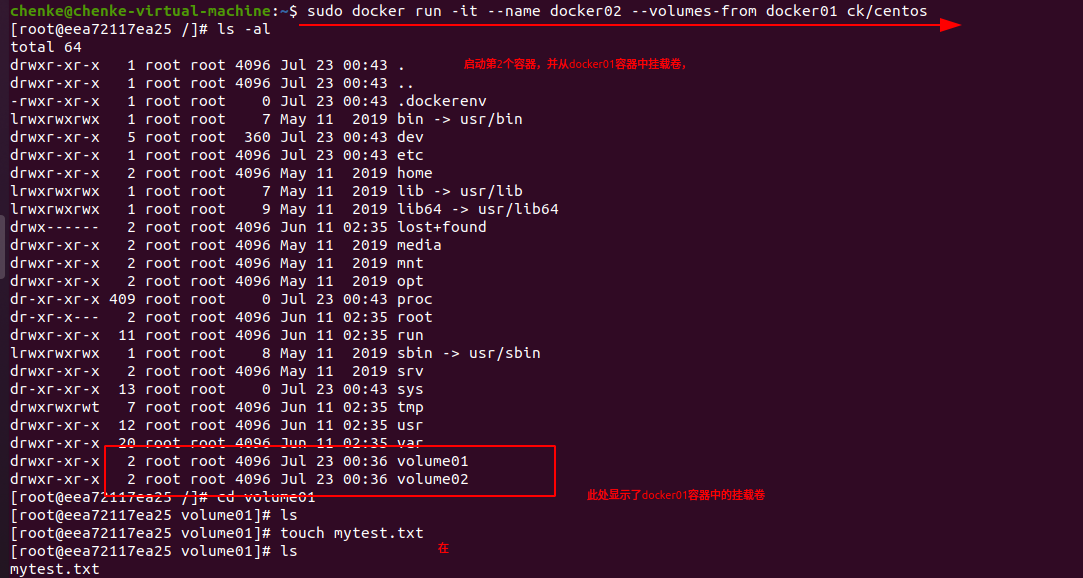 chenke@chenke-virtual-machine:~$ sudo docker run -it --name docker02 --volumes-from docker01 ck/centos
[root@eea72117ea25 /]# ls -al
total 64
drwxr-xr-x   1 root root 4096 Jul 23 00:43 .
启动第2个容器，并从docker01容器中挂载卷，
drwxr-xr-x   1 root root 4096 Jul 23 00:43 ..
-rwxr-xr-x   1 root root    0 Jul 23 00:43 .dockerenv
lrwxrwxrwx   1 root root    7 May 11  2019 bin -> usr/bin
drwxr-xr-x   5 root root  360 Jul 23 00:43 dev
drwxr-xr-x   1 root root 4096 Jul 23 00:43 etc
drwxr-xr-x   2 root root 4096 May 11  2019 home
lrwxrwxrwx   1 root root    7 May 11  2019 lib -> usr/lib
lrwxrwxrwx   1 root root    9 May 11  2019 lib64 -> usr/lib64
drwx------   2 root root 4096 Jun 11 02:35 lost+found
drwxr-xr-x   2 root root 4096 May 11  2019 media
drwxr-xr-x   2 root root 4096 May 11  2019 mnt
drwxr-xr-x   2 root root 4096 May 11  2019 opt
dr-xr-xr-x 409 root root    0 Jul 23 00:43 proc
dr-xr-x---   2 root root 4096 Jun 11 02:35 root
drwxr-xr-x  11 root root 4096 Jun 11 02:35 run
lrwxrwxrwx   1 root root    8 May 11  2019 sbin -> usr/sbin
drwxr-xr-x   2 root root 4096 May 11  2019 srv
dr-xr-xr-x  13 root root    0 Jul 23 00:43 sys
drwxrwxrwt   7 root root 4096 Jun 11 02:35 tmp
drwxr-xr-x  12 root root 4096 Jun 11 02:35 usr
drwxr-xr-x  20 root root 4096 Jun 11 02:35 var
drwxr-xr-x   2 root root 4096 Jul 23 00:36 volume01
drwxr-xr-x   2 root root 4096 Jul 23 00:36 volume02
[root@eea72117ea25 /]# cd volume01
此处显示了docker01容器中的挂载卷
[root@eea72117ea25 volume01]# ls
[root@eea72117ea25 volume01]# touch mytest.txt
[root@eea72117ea25 volume01]# ls
在
mytest.txt